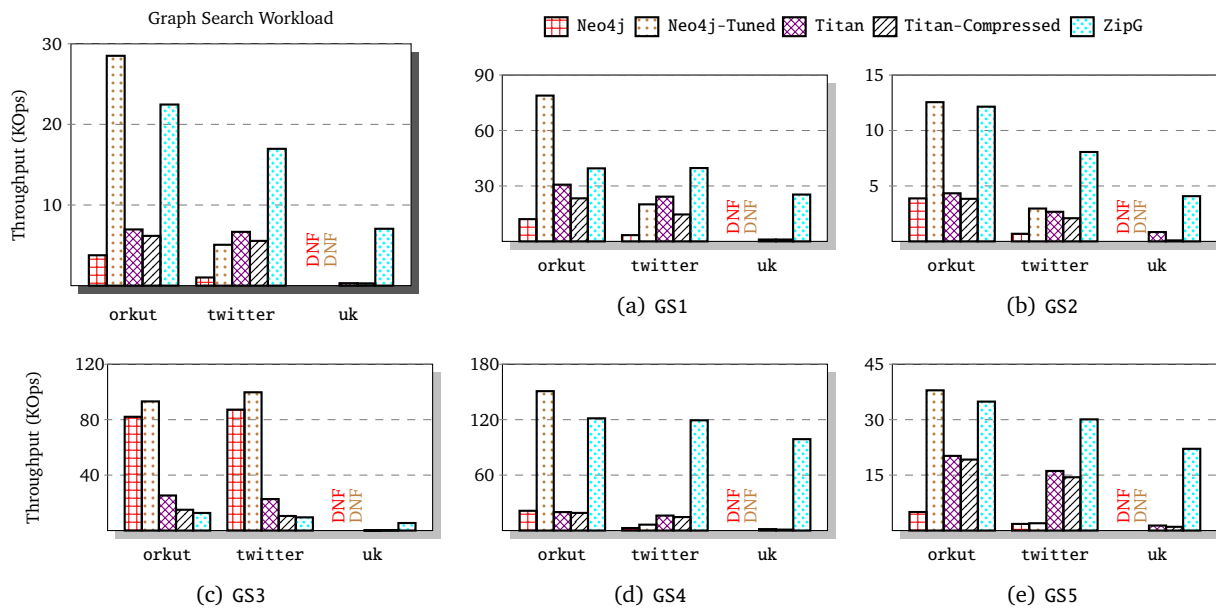 Graph Search Workload
Neo4j Neo4j-Tuned Titan Titan-Compressed ZipG
Throughput (KOps)
30
20
10
DNF DNF
orkut twitter uk
90
60
30
DNF DNF
orkut twitter uk
(a) GS1
15
10
5
DNF DNF
orkut twitter uk
(b) GS2
Throughput (KOps)
120
80
40
DNF DNF
orkut twitter uk
(c) GS3
180
120
60
DNF DNF
orkut twitter uk
(d) GS4
45
30
15
DNF DNF
orkut twitter uk
(e) GS5